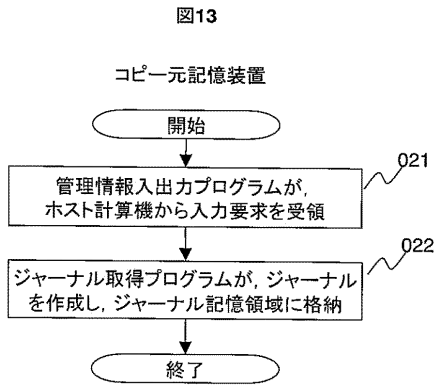 図13
コピー元記憶装置
開始
021
管理情報入出力プログラムが,
ホスト計算機から入力要求を受領
022
ジャーナル取得プログラムが, ジャーナル
を作成し, ジャーナル記憶領域に格納
終了